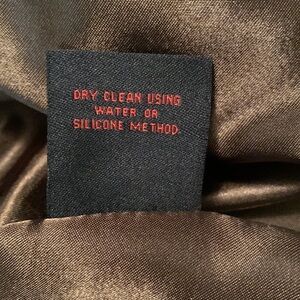 DRY CLEAN USING
WATER OR
SILICONE METHOD.